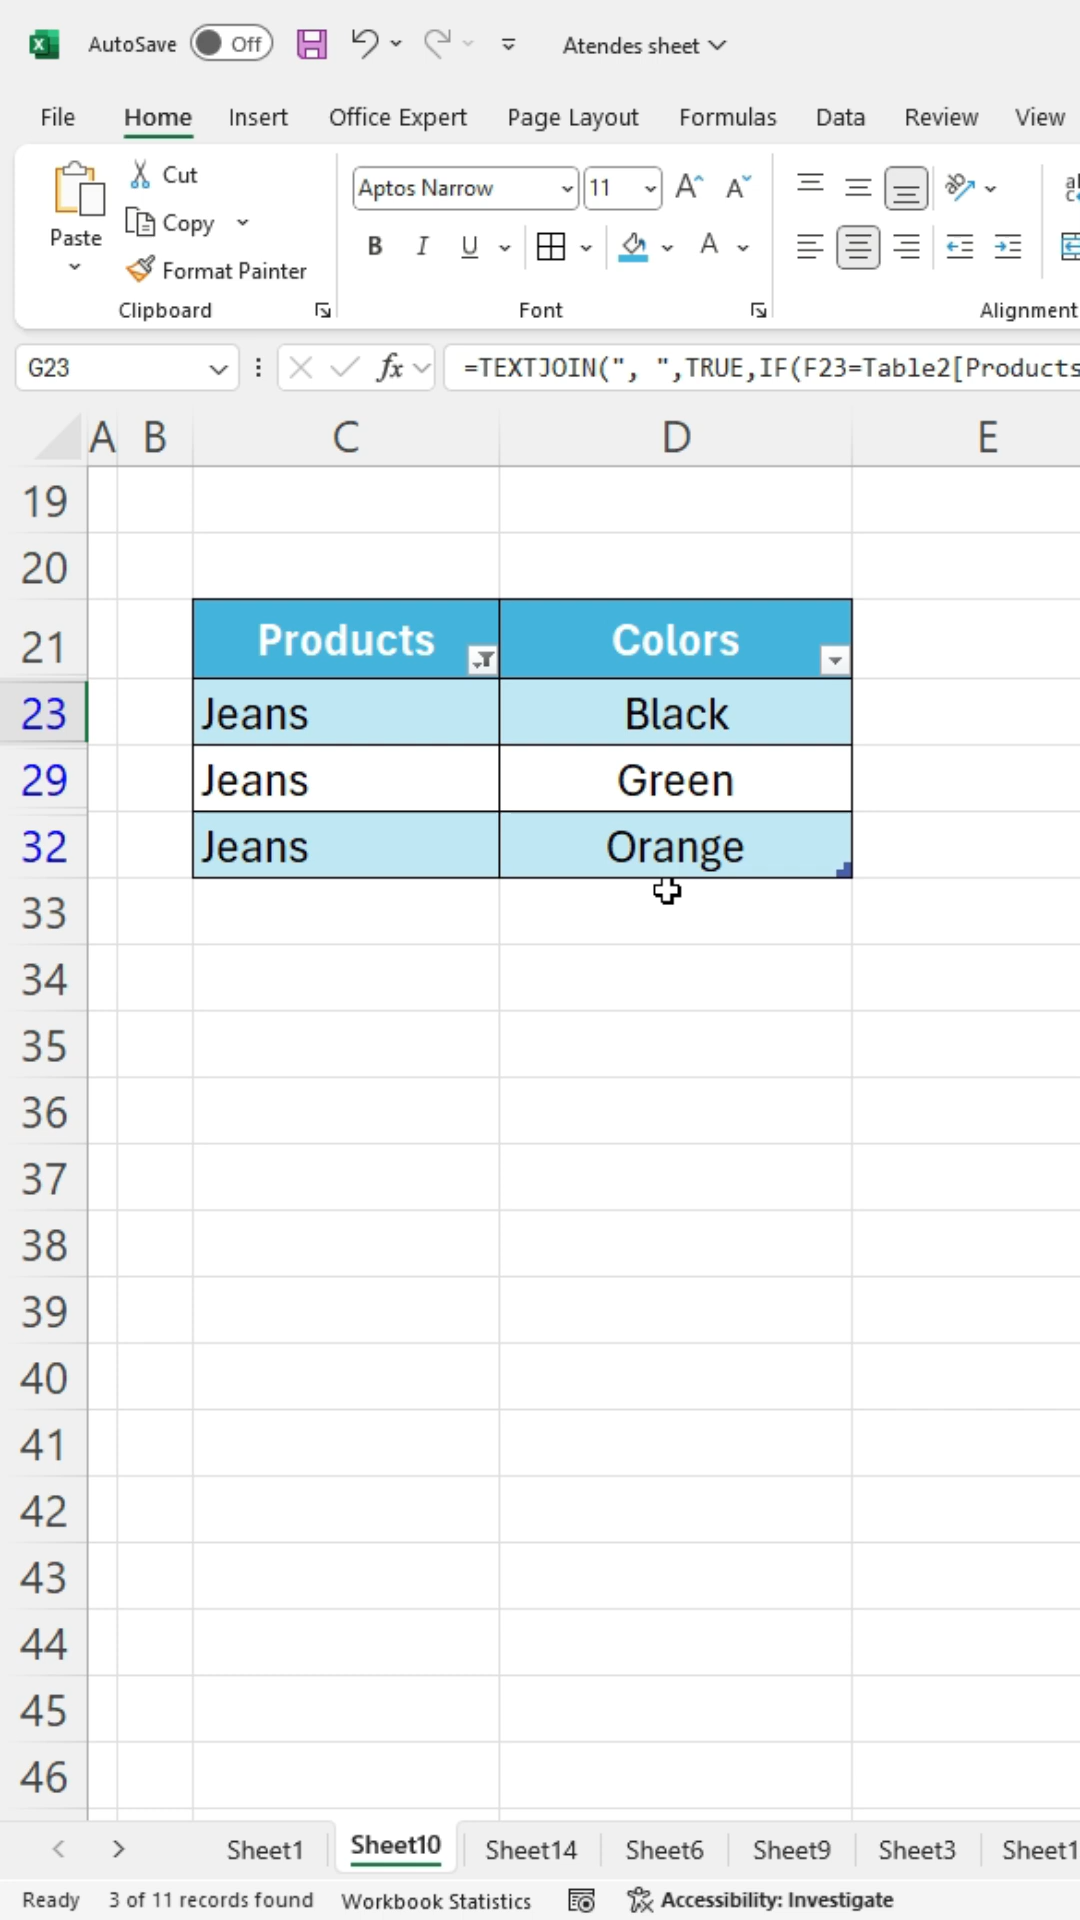 AutoSave Off Atendes sheet
File Home Insert Office Expert Page Layout Formulas Data Review View
Paste
Cut
Copy
Format Painter
Clipboard
Aptos Narrow 11 A A
B I U A
Font
Alignment
G23 fx =TEXTJOIN(", ",TRUE,IF(F23=Table2[Products
A B C D E
19
20
21 Products Colors
23 Jeans Black
29 Jeans Green
32 Jeans Orange
33
34
35
36
37
38
39
40
41
42
43
44
45
46
Sheet1 Sheet10 Sheet14 Sheet6 Sheet9 Sheet3 Sheet1
Ready 3 of 11 records found Workbook Statistics Accessibility: Investigate